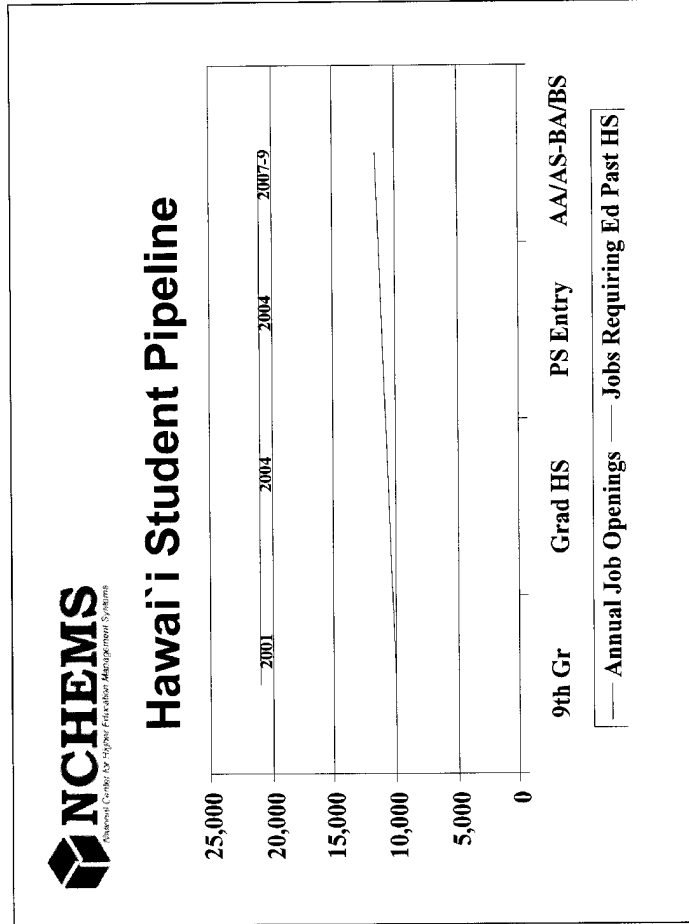 NCHEMS
National Center for Higher Education Management Systems
Hawai`i Student Pipeline
25,000
20,000
15,000
10,000
5,000
0
2001
2004
2004
2007-9
9th Gr
Grad HS
PS Entry
AA/AS-BA/BS
Annual Job Openings
Jobs Requiring Ed Past HS